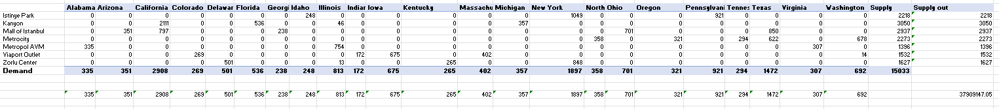 Alabama Arizona California Colorado Delawar Florida Georgi Idaho Illinois Indiar Iowa Kentucky Massachu Michigan New York North Ohio Oregon Pennsylvani Tennes Texas Virginia Washington Supply Supply out
Istinye Park 0 0 0 0 0 0 0 248 0 0 0 0 0 0 1049 0 0 0 921 0 0 0 0 2218 2218
Kanyon 0 0 2111 0 0 536 0 0 46 0 0 0 0 357 0 0 0 0 0 0 0 0 0 3050 3050
Mall of Istanbul 0 351 797 0 0 0 238 0 0 0 0 0 0 0 0 0 701 0 0 0 850 0 0 2937 2937
Metrocity 0 0 0 0 0 0 0 0 0 0 0 0 0 0 0 358 0 321 0 294 622 0 678 2273 2273
Metropol AVM 335 0 0 0 0 0 0 0 754 0 0 0 0 0 0 0 0 0 0 0 0 307 0 1396 1396
Viaport Outlet 0 0 0 269 0 0 0 0 0 172 675 0 402 0 0 0 0 0 0 0 0 0 14 1532 1532
Zorlu Center 0 0 0 0 501 0 0 0 13 0 0 265 0 0 848 0 0 0 0 0 0 0 0 1627 1627
Demand 335 351 2908 269 501 536 238 248 813 172 675 265 402 357 1897 358 701 321 921 294 1472 307 692 15033
335 351 2908 269 501 536 238 248 813 172 675 265 402 357 1897 358 701 321 921 294 1472 307 692 37909147.05